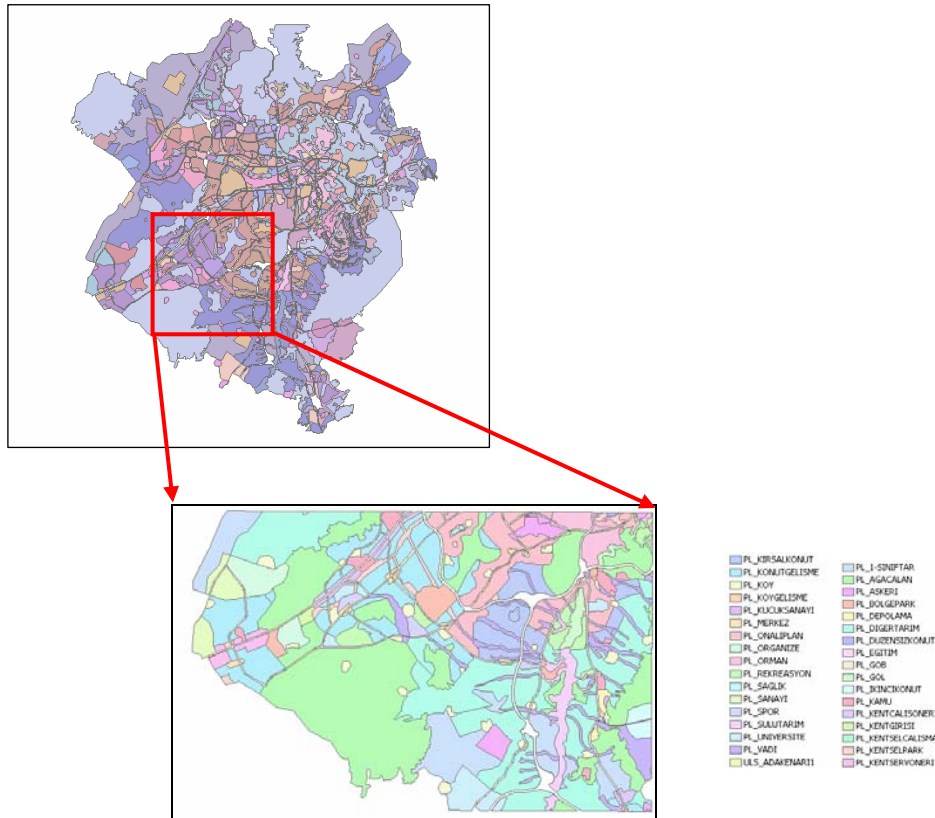 PL_KIRSALKONUT
PL_KONUTGELISME
PL_KOY
PL_KOYGELISME
PL_KUCUKSANAYI
PL_MERKEZ
PL_ONALIPLAN
PL_ORGANIZE
PL_ORMAN
PL_REKREASYON
PL_SAGLIK
PL_SANAYI
PL_SPOR
PL_SULUTARIM
PL_UNIVERSITE
PL_VADI
ULS_ADAKENARI1
PL_1-SINIFTAR
PL_AGACALAN
PL_ASKERI
PL_BOLGEPARK
PL_DEPOLAMA
PL_DIGERTARIM
PL_DUZENSIZKONUT
PL_EGITIM
PL_GOB
PL_GOL
PL_IKINCIKONUT
PL_KAMU
PL_KENTCALISONERI
PL_KENTGIRISI
PL_KENTSELCALISMA
PL_KENTSELPARK
PL_KENTSERVONERI